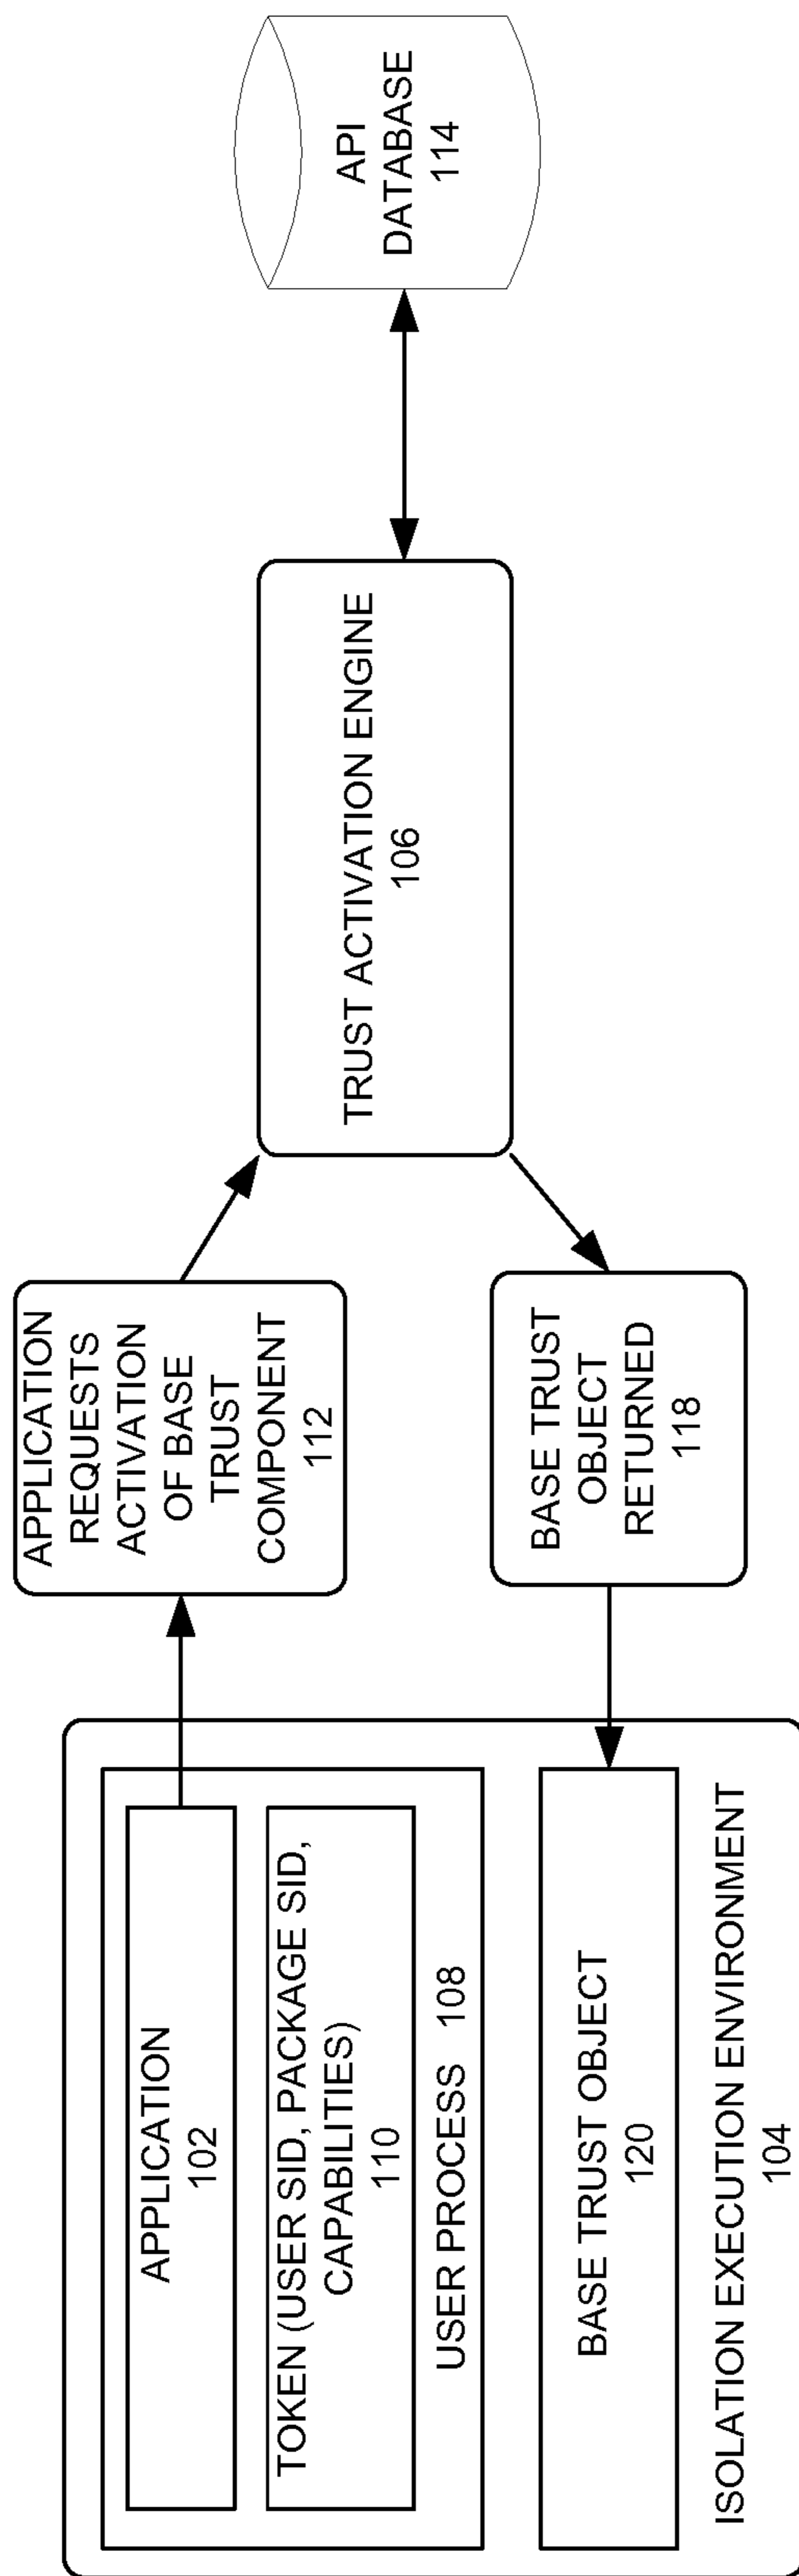 APPLICATION
102
TOKEN (USER SID, PACKAGE SID,
CAPABILITIES)
110
USER PROCESS 108
BASE TRUST OBJECT
120
ISOLATION EXECUTION ENVIRONMENT
104
APPLICATION
REQUESTS
ACTIVATION
OF BASE
TRUST
COMPONENT
112
BASE TRUST
OBJECT
RETURNED
118
TRUST ACTIVATION ENGINE
106
API
DATABASE
114